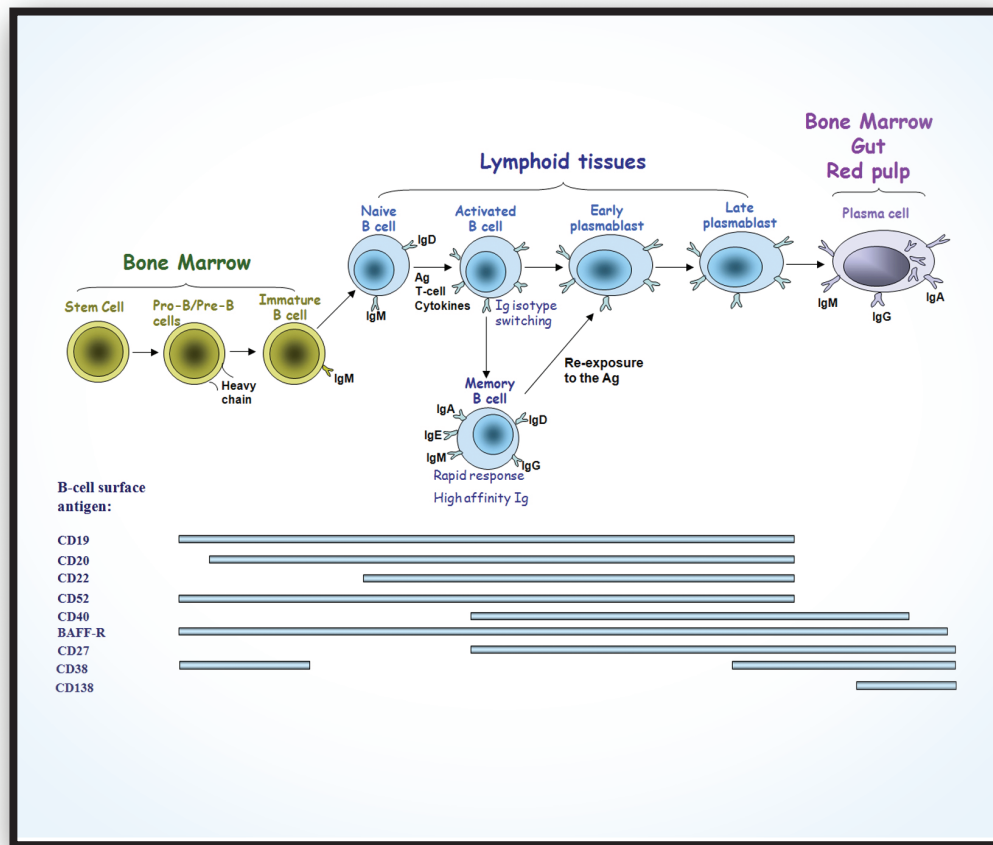 Bone Marrow
Gut
Red pulp
Lymphoid tissues
Plasma cell
Naive
B cell
Activated
B cell
Early
plasmablast
Late
plasmablast
IgD
Bone Marrow
Ag
T-cell
Cytokines
Stem Cell
Pro-B/Pre-B
cells
Immature
B cell
IgM
Ig isotype
switching
IgM
IgG
IgA
IgM
Heavy
chain
Re-exposure
to the Ag
Memory
B cell
IgA
IgD
IgE
IgM
IgG
Rapid response
High affinity Ig
B-cell surface
antigen:
CD19
CD20
CD22
CD52
CD40
BAFF-R
CD27
CD38
CD138